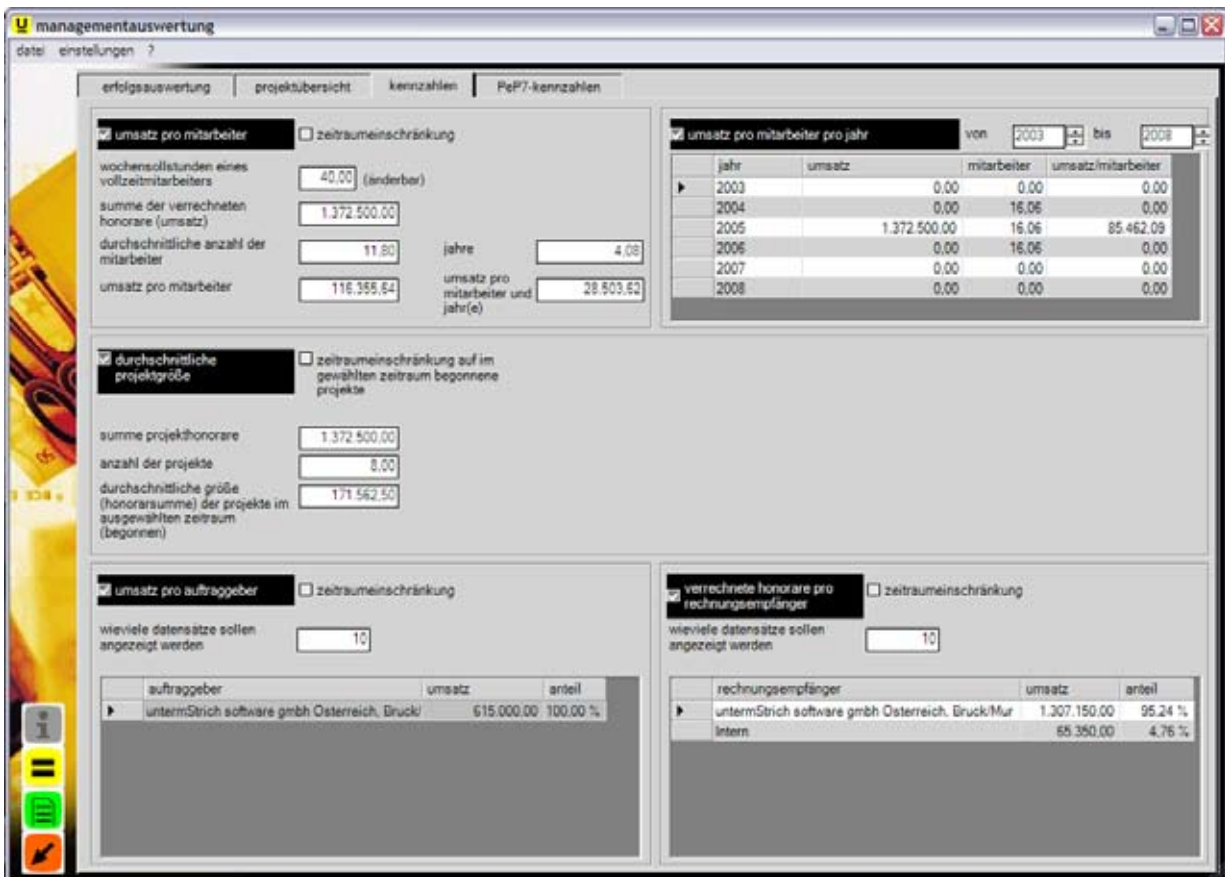 managementauswertung
datei einstellungen ?
erfolgsauswertung projektübersicht kennzahlen PeP7-kennzahlen
umsatz pro mitarbeiter zeitraumeinschränkung
wochensollstunden eines
vollzeitmitarbeiters
40,00 (änderbar)
summe der verrechneten
honorare (umsatz)
1.372.500,00
durchschnittliche anzahl der
mitarbeiter
11,80 jahre 4,08
umsatz pro mitarbeiter 116.355,64
umsatz pro
mitarbeiter und
jahr(e)
28.503,62
umsatz pro mitarbeiter pro jahr von 2003 bis 2008
jahr umsatz mitarbeiter umsatz/mitarbeiter
2003 0,00 0,00 0,00
2004 0,00 16,06 0,00
2005 1.372.500,00 16,06 85.462,09
2006 0,00 16,06 0,00
2007 0,00 0,00 0,00
2008 0,00 0,00 0,00
durchschnittliche
projektgröße
zeitraumeinschränkung auf im
gewählten zeitraum begonnene
projekte
summe projekthonorare 1.372.500,00
anzahl der projekte 8,00
durchschnittliche größe
(honorarsumme) der projekte im
ausgewählten zeitraum
(begonnen)
171.562,50
umsatz pro auftraggeber zeitraumeinschränkung
wieviele datensätze sollen
angezeigt werden
10
auftraggeber umsatz anteil
untermStrich software gmbh Österreich, Bruck/ 615.000,00 100,00 %
verrechnete honorare pro
rechnungsempfänger
zeitraumeinschränkung
wieviele datensätze sollen
angezeigt werden
10
rechnungsempfänger umsatz anteil
untermStrich software gmbh Österreich, Bruck/Mur 1.307.150,00 95,24 %
Intern 65.350,00 4,76 %